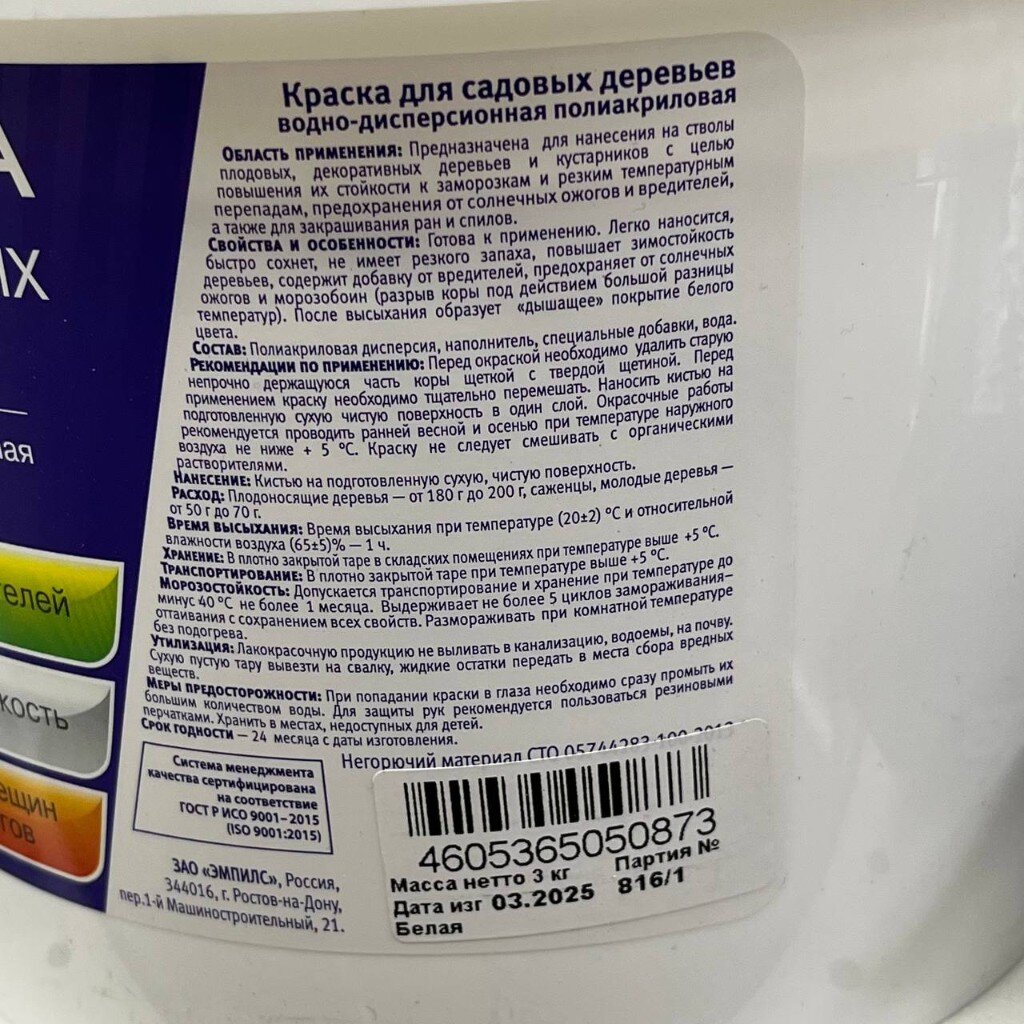 Краска для садовых деревьев
водно-дисперсионная полиакриловая
Область применения: Предназначена для нанесения на стволы
плодовых, декоративных деревьев и кустарников с целью
повышения их стойкости к заморозкам и резким температурным
перепадам, предохранения от солнечных ожогов и вредителей,
а также для закрашивания ран и спилов.
Свойства и особенности: Готова к применению. Легко наносится,
быстро сохнет, не имеет резкого запаха, повышает зимостойкость
деревьев, содержит добавку от вредителей, предохраняет от солнечных
ожогов и морозобоин (разрыв коры под действием большой разницы
температур). После высыхания образует «дышащее» покрытие белого
цвета.
Состав: Полиакриловая дисперсия, наполнитель, специальные добавки, вода.
Рекомендации по применению: Перед окраской необходимо удалить старую
непрочно держащуюся часть коры щеткой с твердой щетиной. Перед
применением краску необходимо тщательно перемешать. Наносить кистью на
подготовленную сухую чистую поверхность в один слой. Окрасочные работы
рекомендуется проводить ранней весной и осенью при температуре наружного
воздуха не ниже + 5 °С. Краску не следует смешивать с органическими
растворителями.
Нанесение: Кистью на подготовленную сухую, чистую поверхность.
Расход: Плодоносящие деревья — от 180 г до 200 г, саженцы, молодые деревья —
от 50 г до 70 г.
Время высыхания: Время высыхания при температуре (20±2) °С и относительной
влажности воздуха (65±5)% — 1 ч.
Хранение: В плотно закрытой таре в складских помещениях при температуре выше +5 °С.
Транспортирование: В плотно закрытой таре при температуре выше +5 °С.
Морозостойкость: Допускается транспортирование и хранение при температуре до
минус 40 °С не более 1 месяца. Выдерживает не более 5 циклов замораживания–
оттаивания с сохранением всех свойств. Размораживать при комнатной температуре
без подогрева.
Утилизация: Лакокрасочную продукцию не выливать в канализацию, водоемы, на почву.
Сухую пустую тару вывезти на свалку, жидкие остатки передать в места сбора вредных
веществ.
Меры предосторожности: При попадании краски в глаза необходимо сразу промыть их
большим количеством воды. Для защиты рук рекомендуется пользоваться резиновыми
перчатками. Хранить в местах, недоступных для детей.
Срок годности — 24 месяца с даты изготовления.
Негорючий материал СТО
Система менеджмента
качества сертифицирована
на соответствие
ГОСТ Р ИСО 9001–2015
(ISO 9001:2015)
ЗАО «ЭМПИЛС», Россия,
344016, г. Ростов-на-Дону,
пер.1-й Машиностроительный, 21.
4605365050873
Масса нетто 3 кг Партия №
Дата изг 03.2025 816/1
Белая